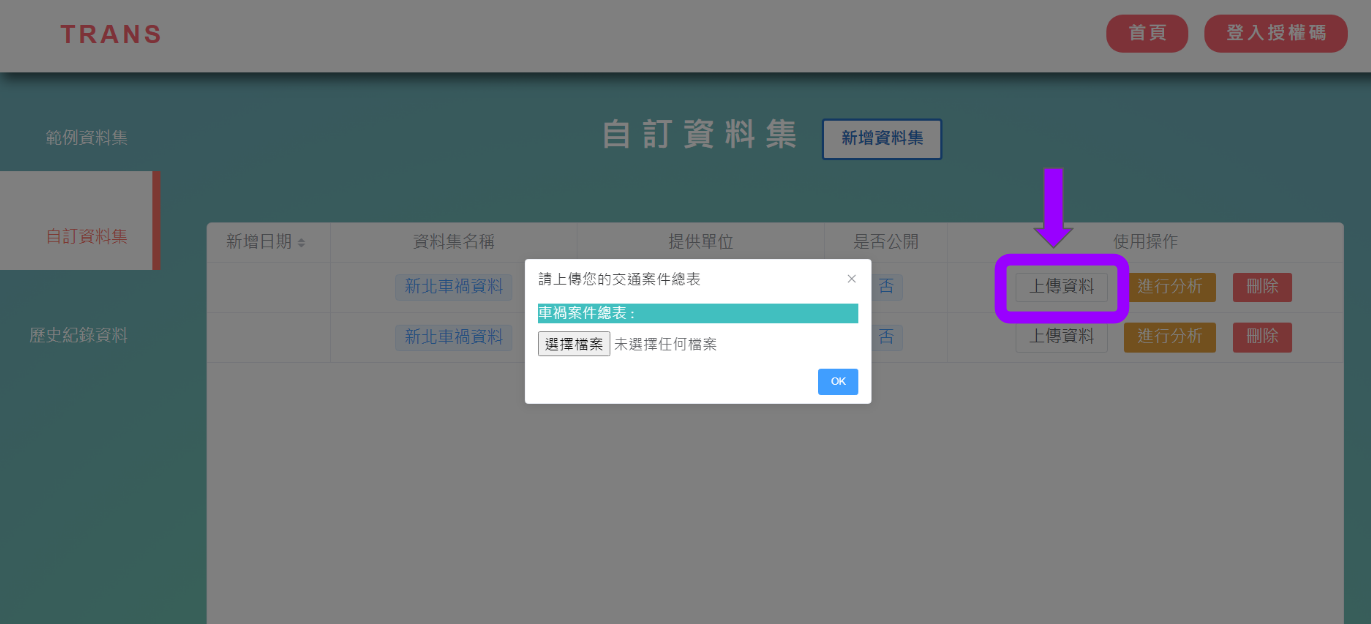 TRANS
首頁
登入授權碼
範例資料集
自訂資料集
歷史紀錄資料
自訂資料集
新增資料集
新增日期
資料集名稱
提供單位
是否公開
使用操作
新北車禍資料
否
上傳資料
進行分析
刪除
新北車禍資料
否
上傳資料
進行分析
刪除
請上傳您的交通案件總表
車禍案件總表 :
選擇檔案 未選擇任何檔案
OK